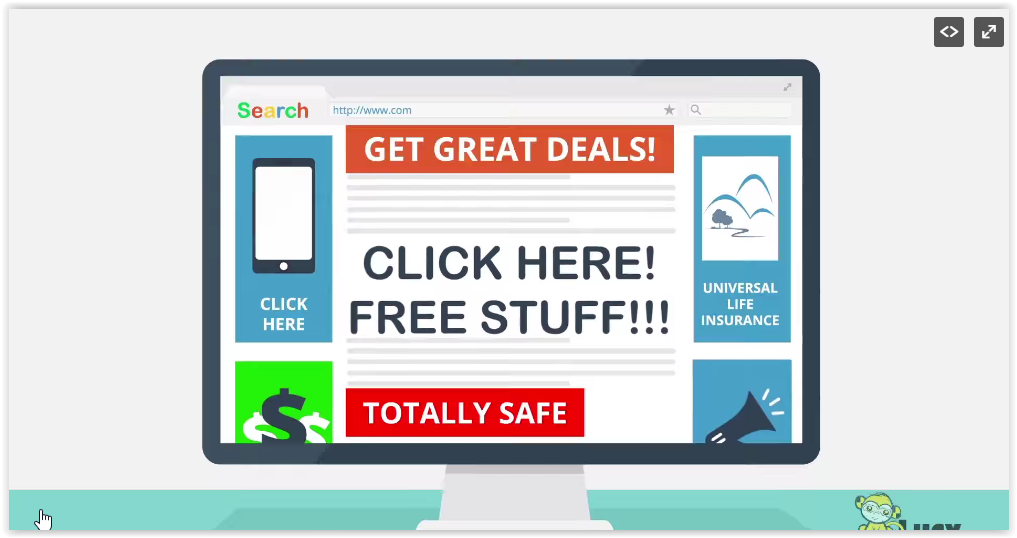 Search
http://www.com
GET GREAT DEALS!
CLICK HERE!
FREE STUFF!!!
CLICK
HERE
UNIVERSAL
LIFE
INSURANCE
TOTALLY SAFE